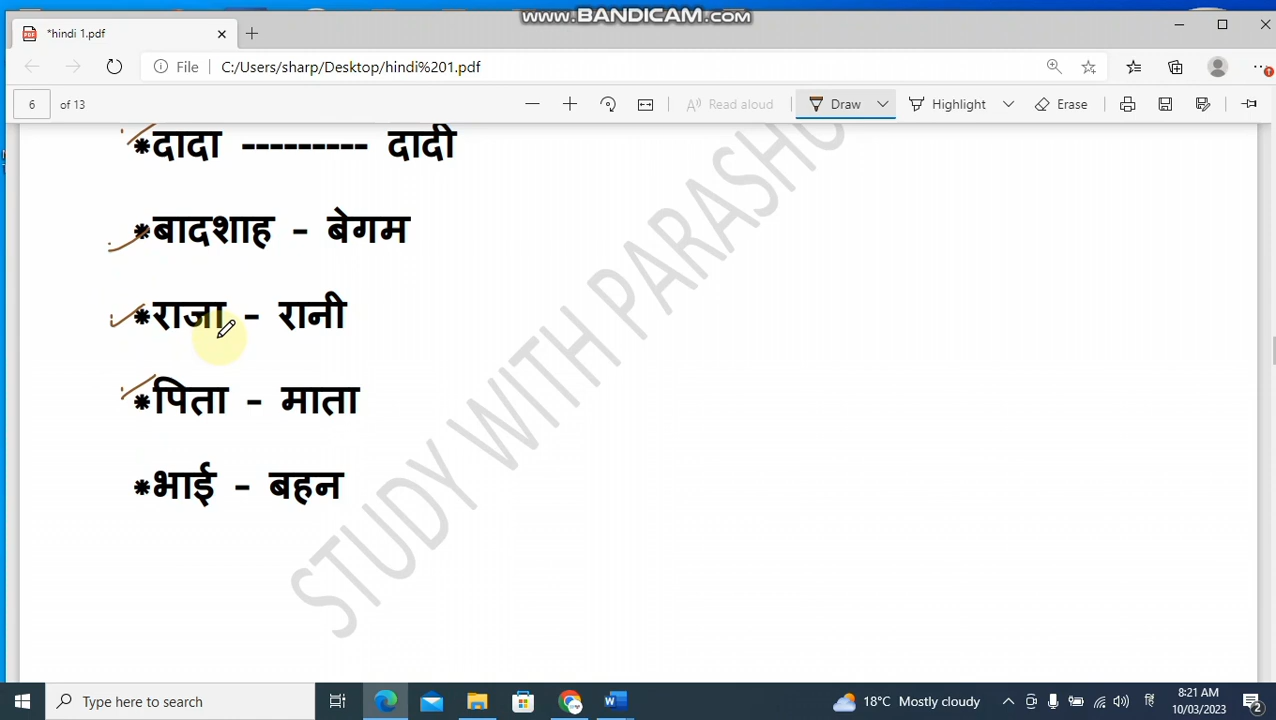 www.BANDICAM.com
*hindi 1.pdf
File C:/Users/sharp/Desktop/hindi%201.pdf
6 of 13 Read aloud Draw Highlight Erase
*दादा --------- दादी
*बादशाह - बेगम
*राजा - रानी
*पिता - माता
*भाई - बहन
STUDY WITH PARASHU
Type here to search 18°C Mostly cloudy 8:21 AM
10/03/2023 2